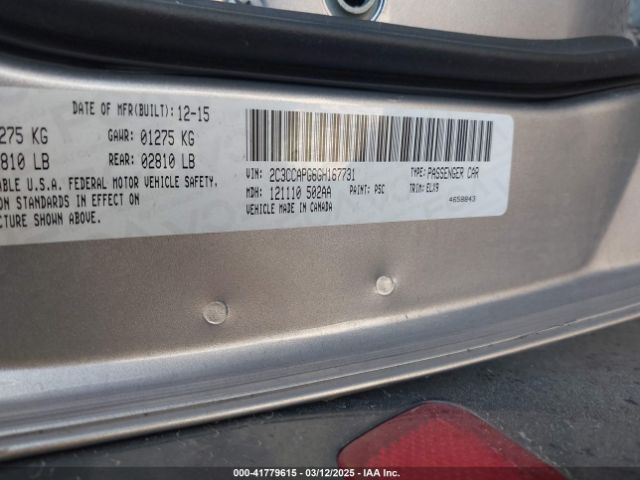 DATE OF MFR(BUILT): 12-15
275 KG GAWR: 01275 KG
810 LB REAR: 02810 LB
ABLE U.S.A. FEDERAL MOTOR VEHICLE SAFETY,
ON STANDARDS IN EFFECT ON
CTURE SHOWN ABOVE.
VIN: 2C3CCAPG6GH167731 TYPE: PASSENGER CAR
MDH: 121110 502AA PAINT: PSC TRIM: ELX9
VEHICLE MADE IN CANADA 4658843
000-41779615 - 03/12/2025 - IAA Inc.